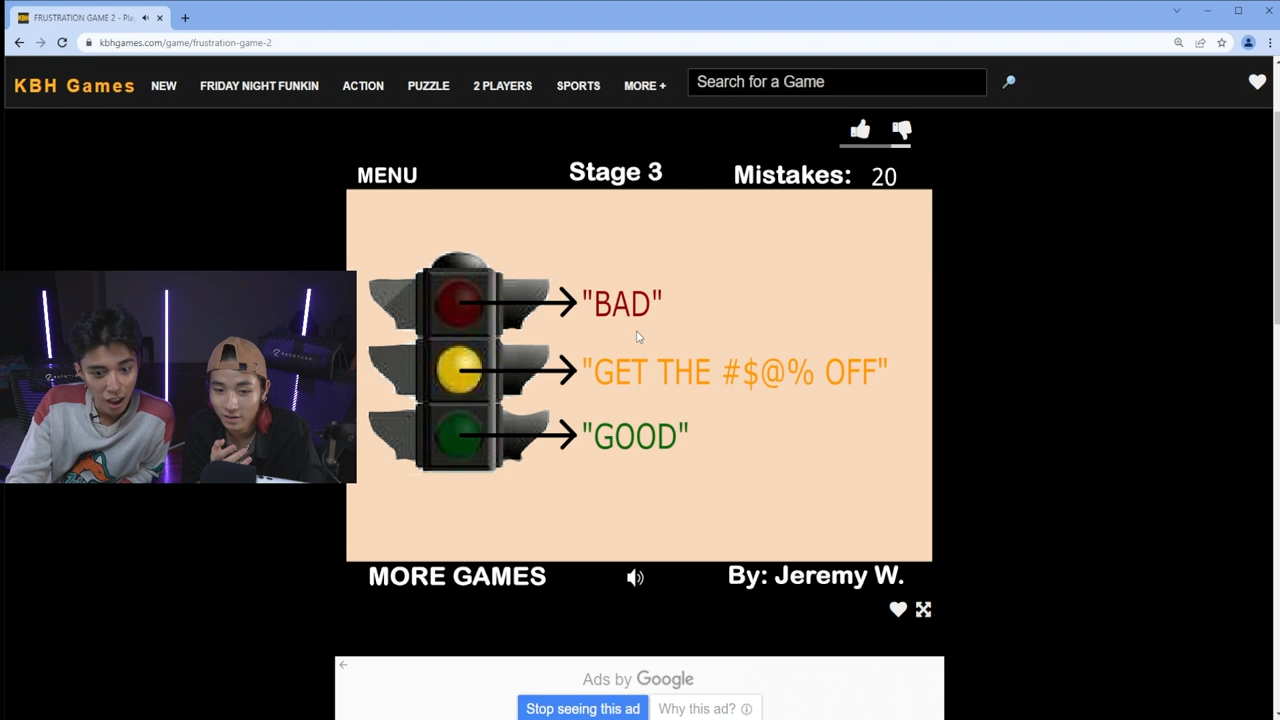 FRUSTRATION GAME 2 - Pla
kbhgames.com/game/frustration-game-2
KBH Games
NEW
FRIDAY NIGHT FUNKIN
ACTION
PUZZLE
2 PLAYERS
SPORTS
MORE +
Search for a Game
MENU
Stage 3
Mistakes: 20
"BAD"
"GET THE #$@% OFF"
"GOOD"
MORE GAMES
By: Jeremy W.
Ads by Google
Stop seeing this ad
Why this ad?